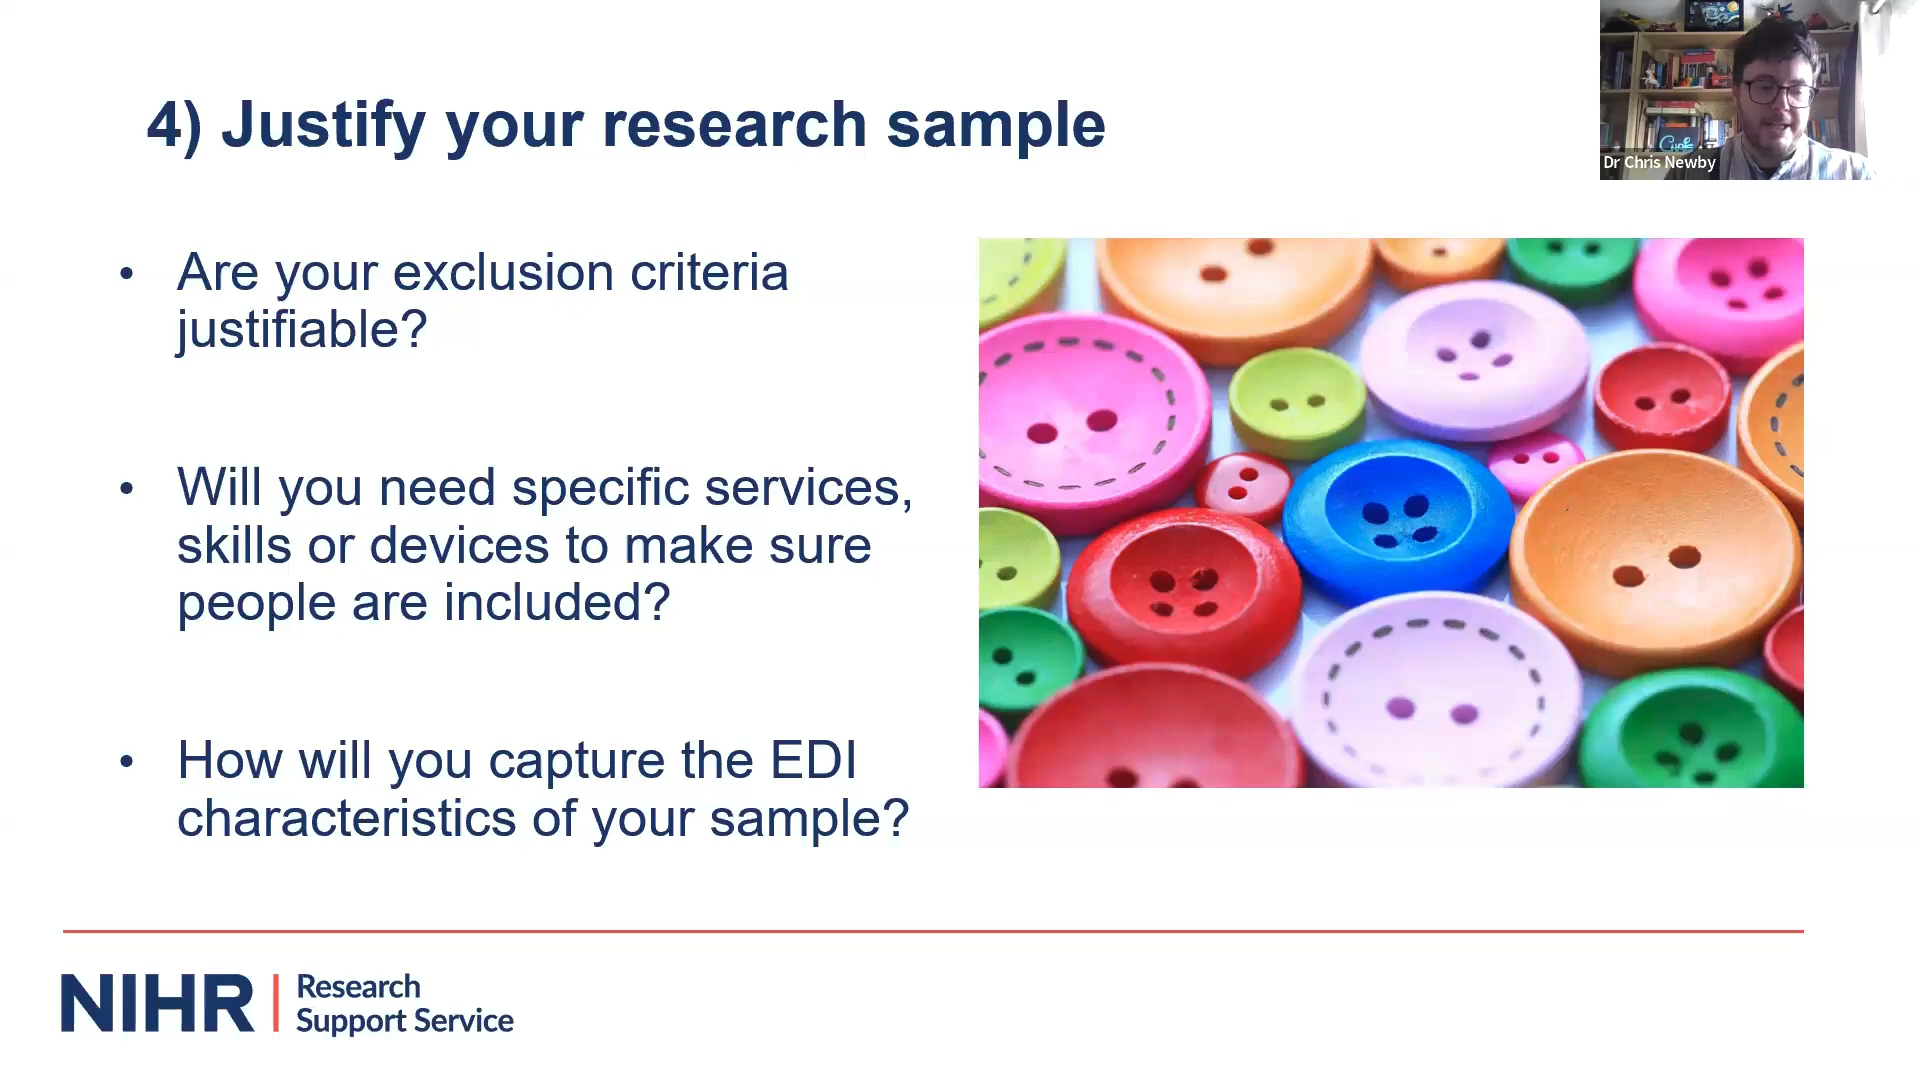 4) Justify your research sample
Dr Chris Newby
• Are your exclusion criteria
justifiable?
• Will you need specific services,
skills or devices to make sure
people are included?
• How will you capture the EDI
characteristics of your sample?
NIHR | Research
Support Service